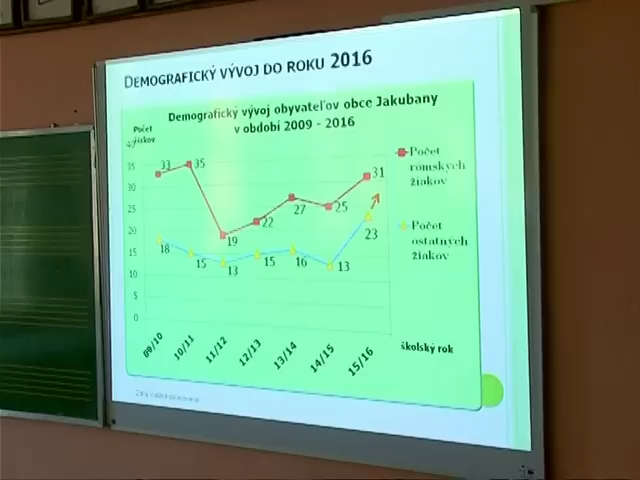 Demografický vývoj do roku 2016
Demografický vývoj obyvateľov obce Jakubany
v období 2009 - 2016
Počet
žiakov
40
35
30
25
20
15
10
5
0
33
35
19
22
27
25
31
18
15
13
15
16
13
23
Počet
rómskych
žiakov
Počet
ostatných
žiakov
09/10
10/11
11/12
12/13
13/14
14/15
15/16
školský rok